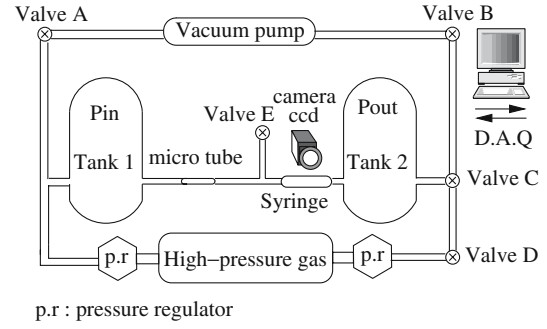 Valve A
Vacuum pump
Valve B
Pin
Tank 1
micro tube
Valve E
camera
ccd
Syringe
Pout
Tank 2
D.A.Q
Valve C
p.r
High-pressure gas
p.r
Valve D
p.r : pressure regulator